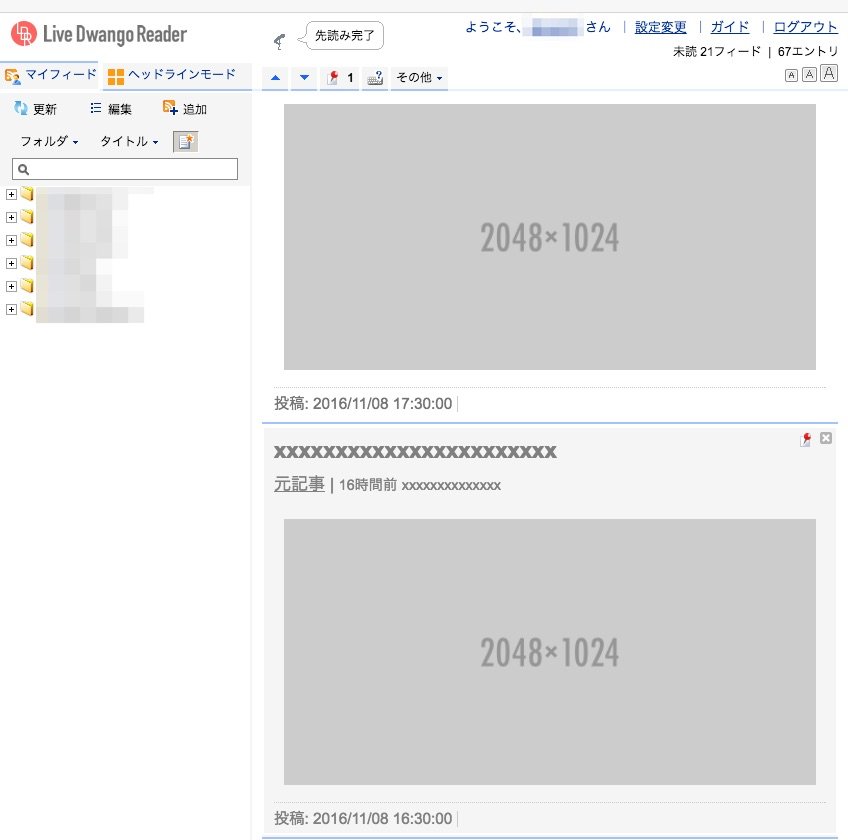 Live Dwango Reader
先読み完了
ようこそ、
さん | 設定変更 | ガイド | ログアウト
未読 21フィード | 67エントリ
マイフィード
ヘッドラインモード
1
その他
A A A
更新
編集
追加
フォルダ
タイトル
2048×1024
投稿: 2016/11/08 17:30:00
xxxxxxxxxxxxxxxxxxxxxxxx
元記事 | 16時間前 xxxxxxxxxxxxxx
2048×1024
投稿: 2016/11/08 16:30:00